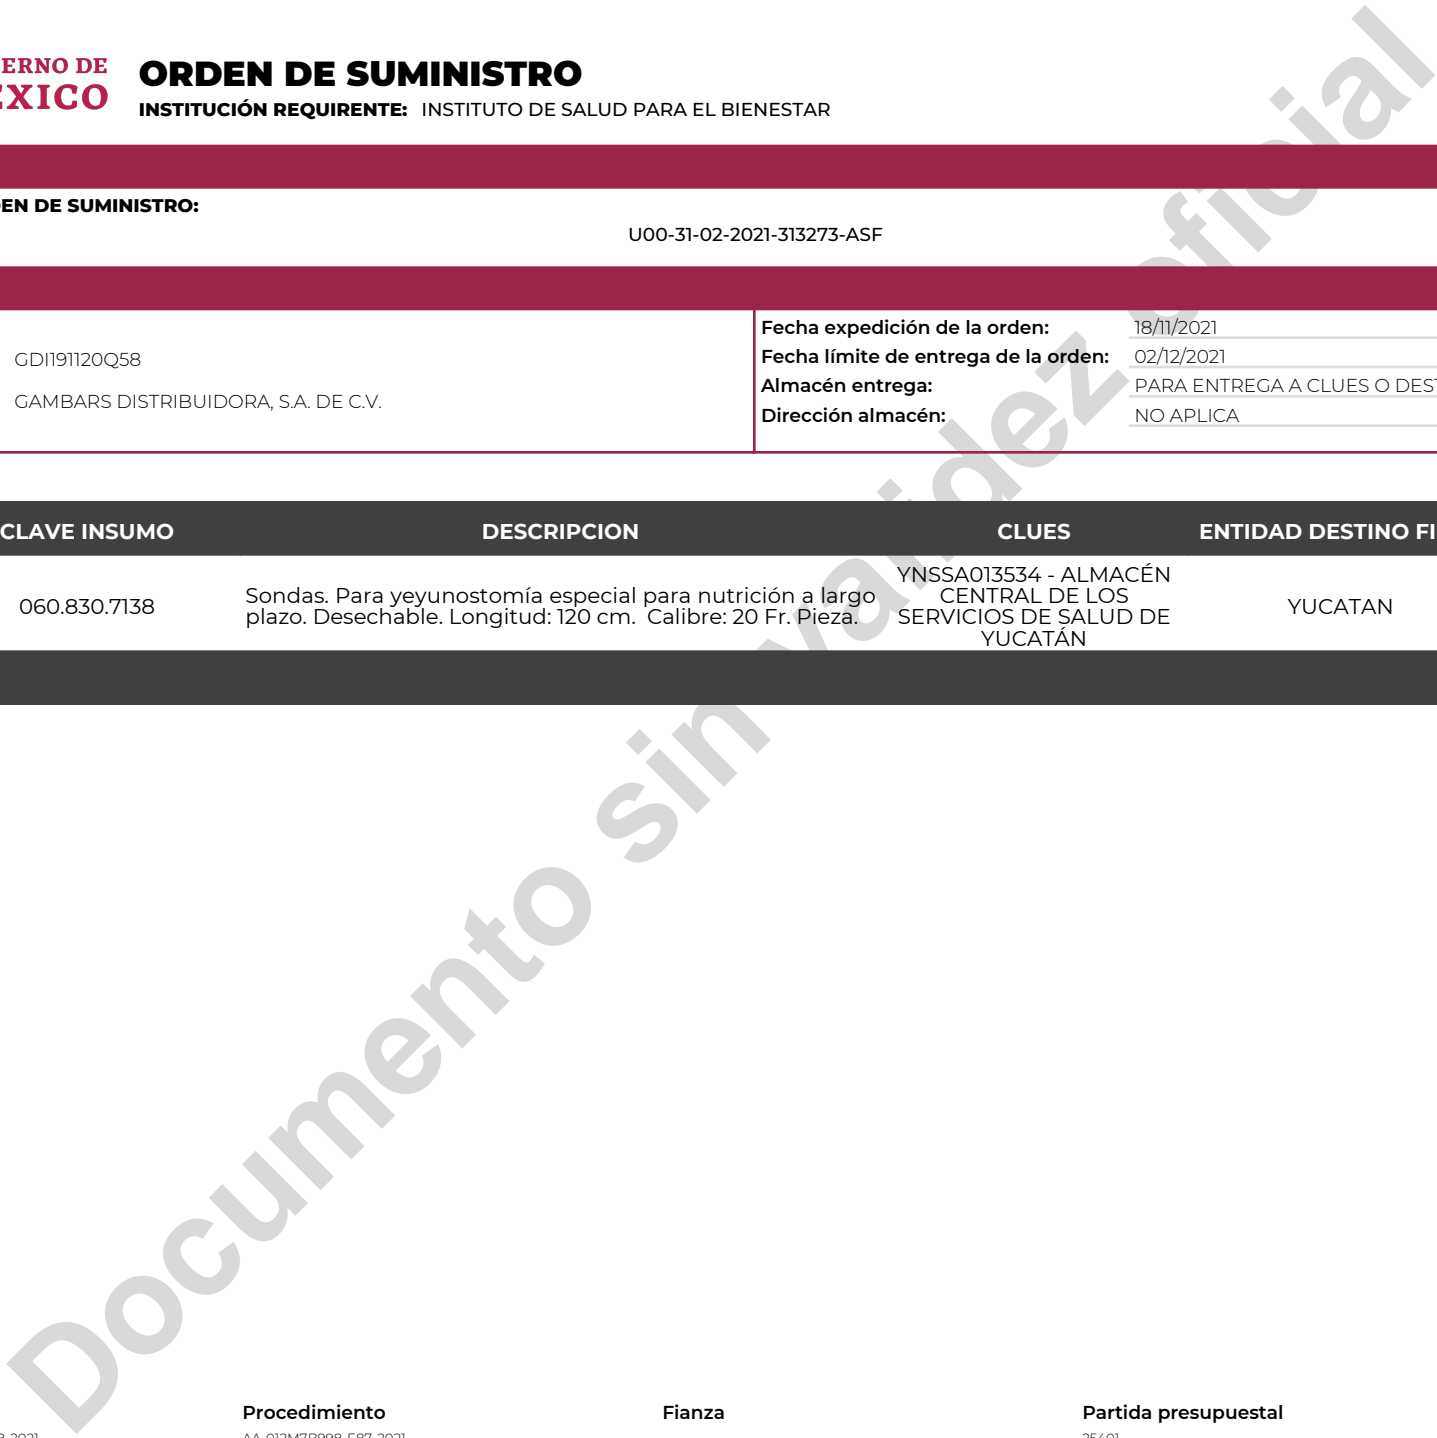 ERNO DE
ORDEN DE SUMINISTRO
EXICO
INSTITUCIÓN REQUIRENTE: INSTITUTO DE SALUD PARA EL BIENESTAR
EN DE SUMINISTRO:
U00-31-02-2021-313273-ASF
GDI191120Q58
GAMBARS DISTRIBUIDORA, S.A. DE C.V.
Fecha expedición de la orden: 18/11/2021
Fecha límite de entrega de la orden: 02/12/2021
Almacén entrega: PARA ENTREGA A CLUES O DEST
Dirección almacén: NO APLICA
CLAVE INSUMO DESCRIPCION CLUES ENTIDAD DESTINO FI
060.830.7138
Sondas. Para yeyunostomía especial para nutrición a largo
plazo. Desechable. Longitud: 120 cm. Calibre: 20 Fr. Pieza.
YNSSA013534 - ALMACÉN
CENTRAL DE LOS
SERVICIOS DE SALUD DE
YUCATÁN
YUCATAN
Documento sin validez oficial
Procedimiento Fianza Partida presupuestal